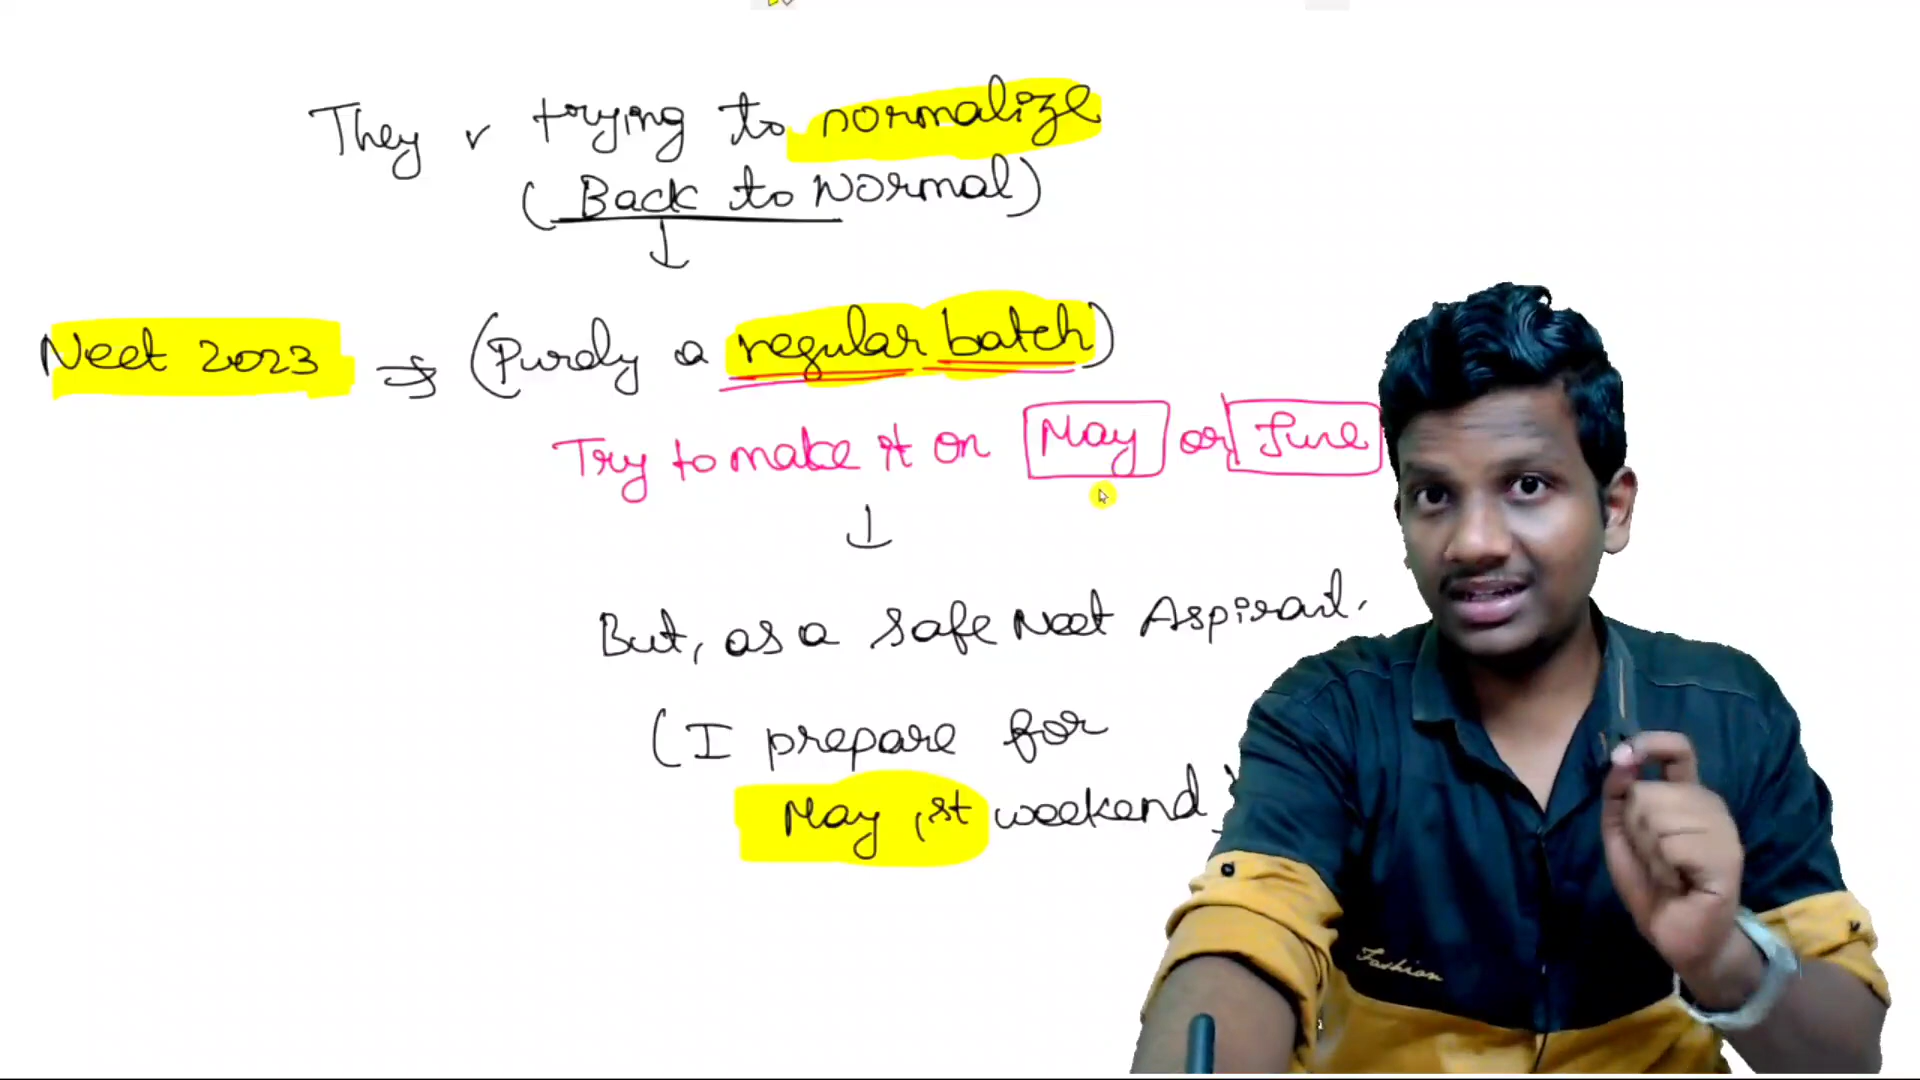 They r trying to normalize
(Back to Normal)
Neet 2023 ⇒ (Purely a regular batch)
Try to make it on May or June
But, as a safe Neet Aspirant.
(I prepare for
May 1st weekend)
Fashion